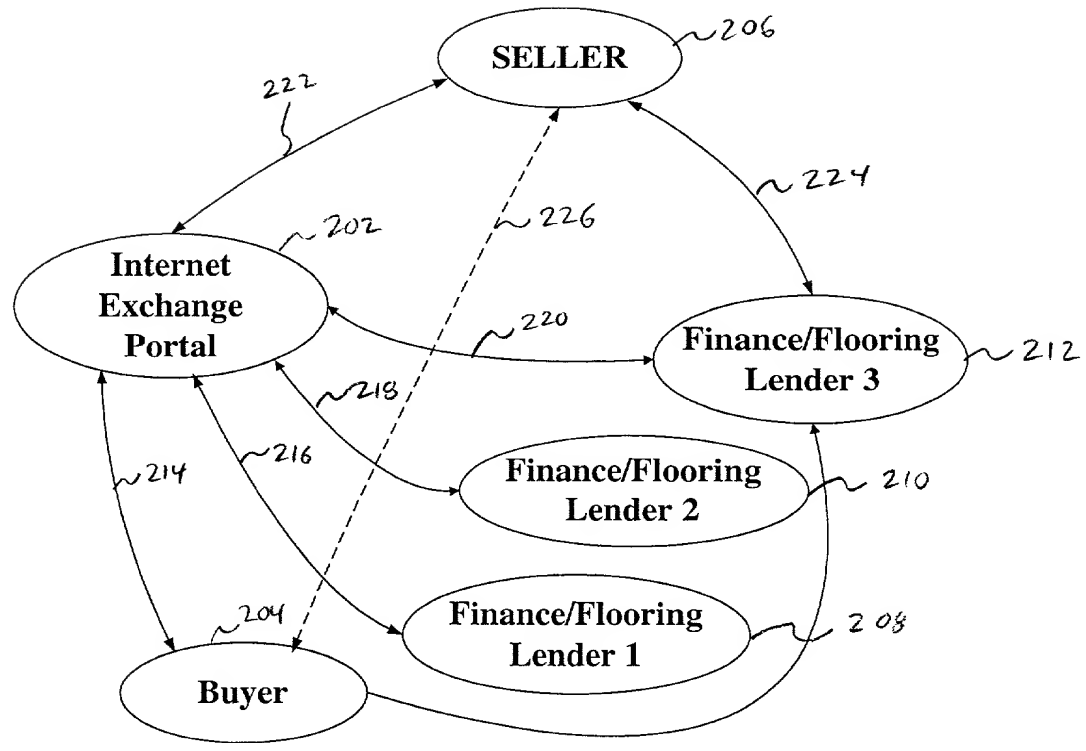 206
SELLER
222
224
226
202
Internet
Exchange
Portal
220
Finance/Flooring
Lender 3
212
218
216
214
Finance/Flooring
Lender 2
210
204
Finance/Flooring
Lender 1
208
Buyer